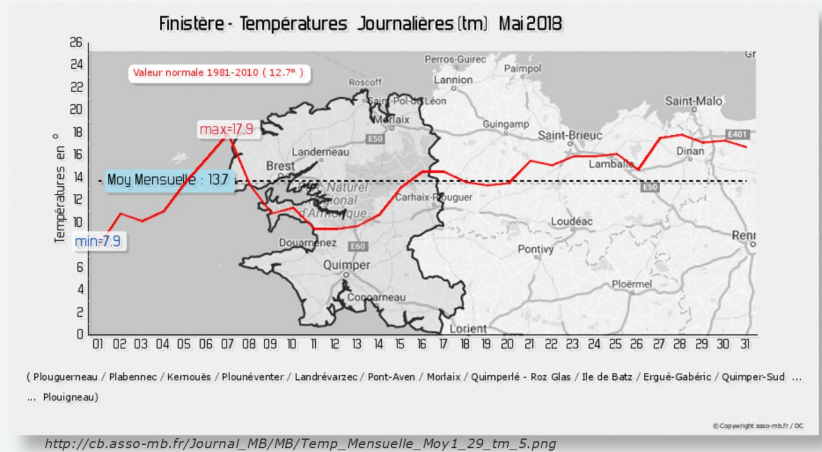 Finistère - Températures Journalières (tm) Mai 2018
Températures en °
26
24
22
20
18
16
14
12
10
8
6
4
2
0
Valeur normale 1981-2010 ( 12.7° )
max=17.9
Moy Mensuelle : 13.7
min=7.9
Perros-Guirec
Paimpol
Roscoff
Lannion
Saint-Pol-de-Léon
Saint-Malo
Morlaix
Guingamp
E50
Saint-Brieuc
E401
Landerneau
Dinan
Brest
Lamballe
Naturel
E50
Régional
Carhaix-Plouguer
d'Armorique
Loudéac
Douarnenez
E60
Pontivy
Renn
Quimper
Ploërmel
Concarneau
Lorient
01 02 03 04 05 06 07 08 09 10 11 12 13 14 15 16 17 18 19 20 21 22 23 24 25 26 27 28 29 30 31
( Plouguerneau / Plabennec / Kernouës / Plounéventer / Landrévarzec / Pont-Aven / Morlaix / Quimperlé - Roz Glas / Ile de Batz / Ergué-Gabéric / Quimper-Sud ...
... Plouigneau)
© Copyright asso-mb.fr / DC
http://cb.asso-mb.fr/Journal_MB/MB/Temp_Mensuelle_Moy1_29_tm_5.png